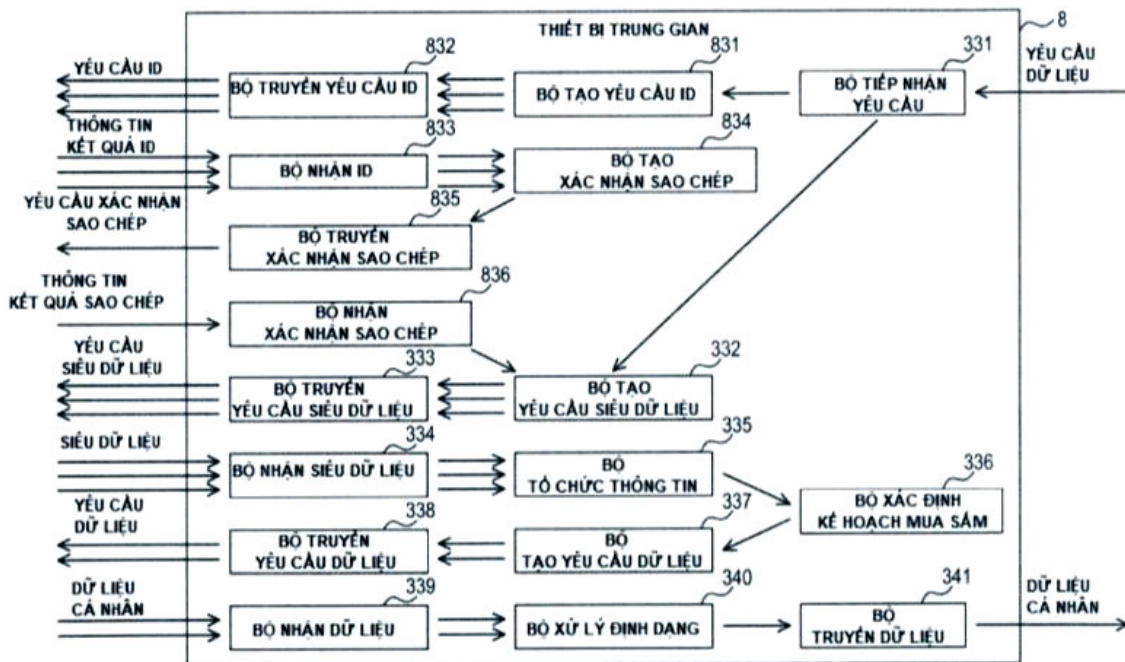 THIẾT BỊ TRUNG GIAN
8
YÊU CẦU ID
832
BỘ TRUYỀN YÊU CẦU ID
831
BỘ TẠO YÊU CẦU ID
331
BỘ TIẾP NHẬN
YÊU CẦU
YÊU CẦU
DỮ LIỆU
THÔNG TIN
KẾT QUẢ ID
833
BỘ NHẬN ID
834
BỘ TẠO
XÁC NHẬN SAO CHÉP
YÊU CẦU XÁC NHẬN
SAO CHÉP
835
BỘ TRUYỀN
XÁC NHẬN SAO CHÉP
THÔNG TIN
KẾT QUẢ SAO CHÉP
836
BỘ NHẬN
XÁC NHẬN SAO CHÉP
YÊU CẦU
SIÊU DỮ LIỆU
333
BỘ TRUYỀN
YÊU CẦU SIÊU DỮ LIỆU
332
BỘ TẠO
YÊU CẦU SIÊU DỮ LIỆU
SIÊU DỮ LIỆU
334
BỘ NHẬN SIÊU DỮ LIỆU
335
BỘ
TỔ CHỨC THÔNG TIN
336
BỘ XÁC ĐỊNH
KẾ HOẠCH MUA SẮM
YÊU CẦU
DỮ LIỆU
338
BỘ TRUYỀN
YÊU CẦU DỮ LIỆU
337
BỘ
TẠO YÊU CẦU DỮ LIỆU
DỮ LIỆU
CÁ NHÂN
339
BỘ NHẬN DỮ LIỆU
340
BỘ XỬ LÝ ĐỊNH DẠNG
341
BỘ
TRUYỀN DỮ LIỆU
DỮ LIỆU
CÁ NHÂN